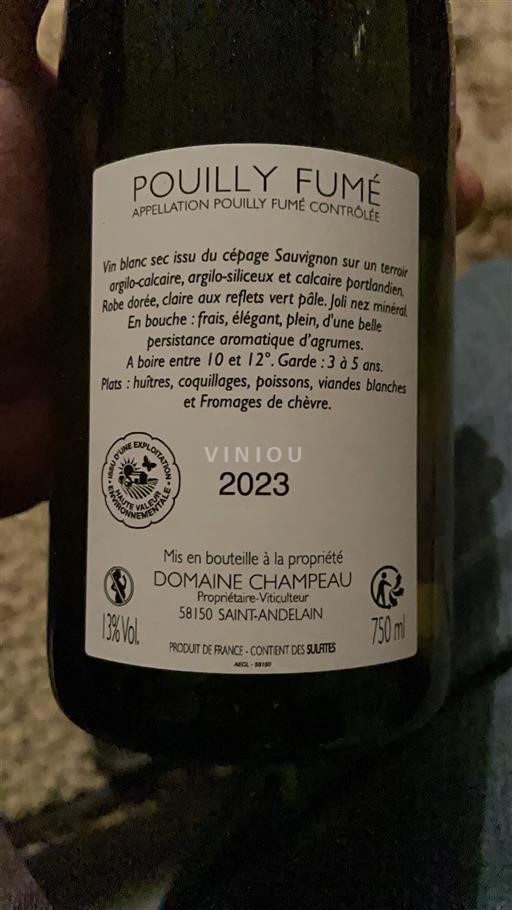 POUILLY FUMÉ
APPELLATION POUILLY FUMÉ CONTRÔLÉE
Vin blanc sec issu du cépage Sauvignon sur un terroir
argilo-calcaire, argilo-siliceux et calcaire portlandien.
Robe dorée, claire aux reflets vert pâle. Joli nez minéral.
En bouche : frais, élégant, plein, d'une belle
persistance aromatique d'agrumes.
A boire entre 10 et 12°. Garde : 3 à 5 ans.
Plats : huîtres, coquillages, poissons, viandes blanches
et Fromages de chèvre.
ISSU D'UNE EXPLOITATION
HAUTE VALEUR
ENVIRONNEMENTALE
VINIOU
2023
Mis en bouteille à la propriété
DOMAINE CHAMPEAU
Propriétaire-Viticulteur
58150 SAINT-ANDELAIN
13% Vol.
750 ml
PRODUIT DE FRANCE - CONTIENT DES SULFITES
AECL - 58150